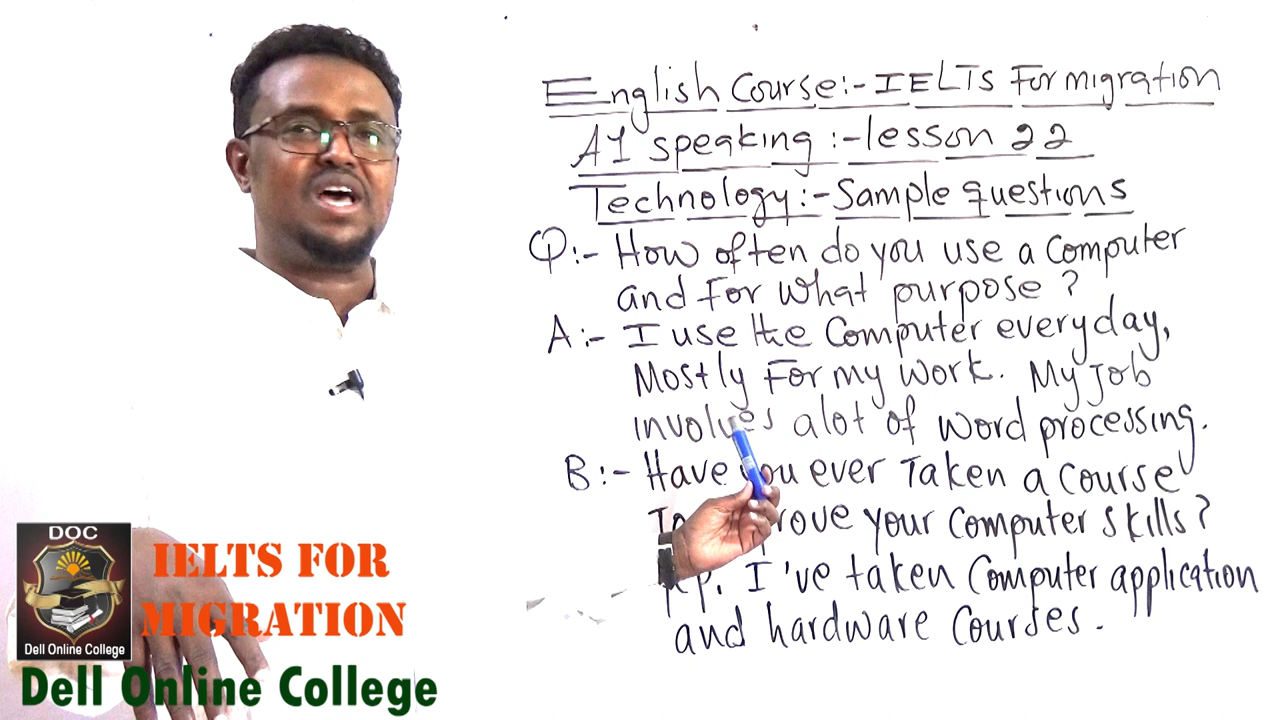 English Course:- IELTS For migration
A1 speaking :- lesson 22
Technology:- Sample questions
Q:- How often do you use a Computer
and for what purpose?
A:- I use the Computer everyday,
Mostly For my work. My Job
involves alot of word processing.
B:- Have you ever Taken a Course
your Computer skills?
I've taken Computer application
and hardware Courses.
DOC
Dell Online College
IELTS FOR
MIGRATION
Dell Online College